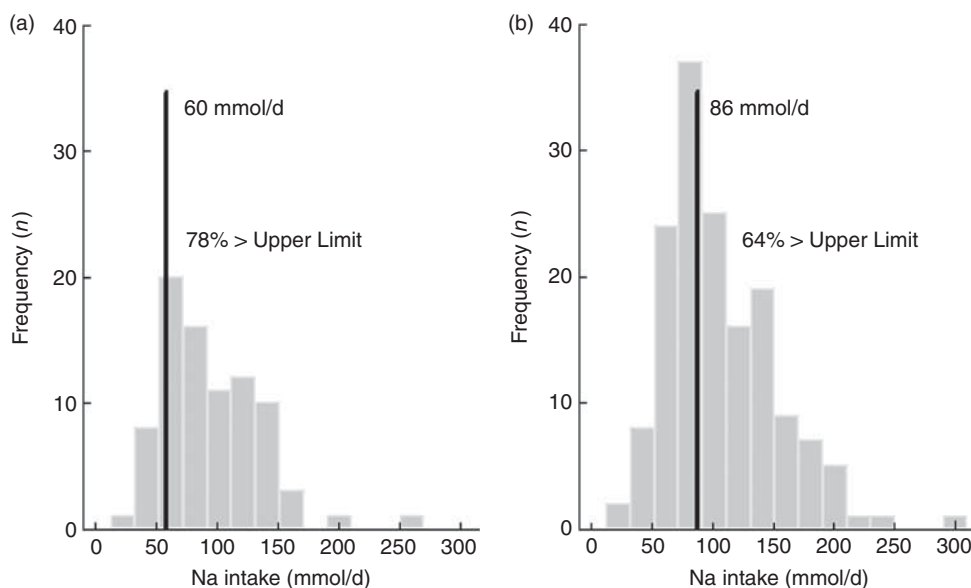 (a)
40
30
20
10
0
Frequency (n)
60 mmol/d
78% > Upper Limit
0 50 100 150 200 250 300
Na intake (mmol/d)
(b)
40
30
20
10
0
Frequency (n)
86 mmol/d
64% > Upper Limit
0 50 100 150 200 250 300
Na intake (mmol/d)